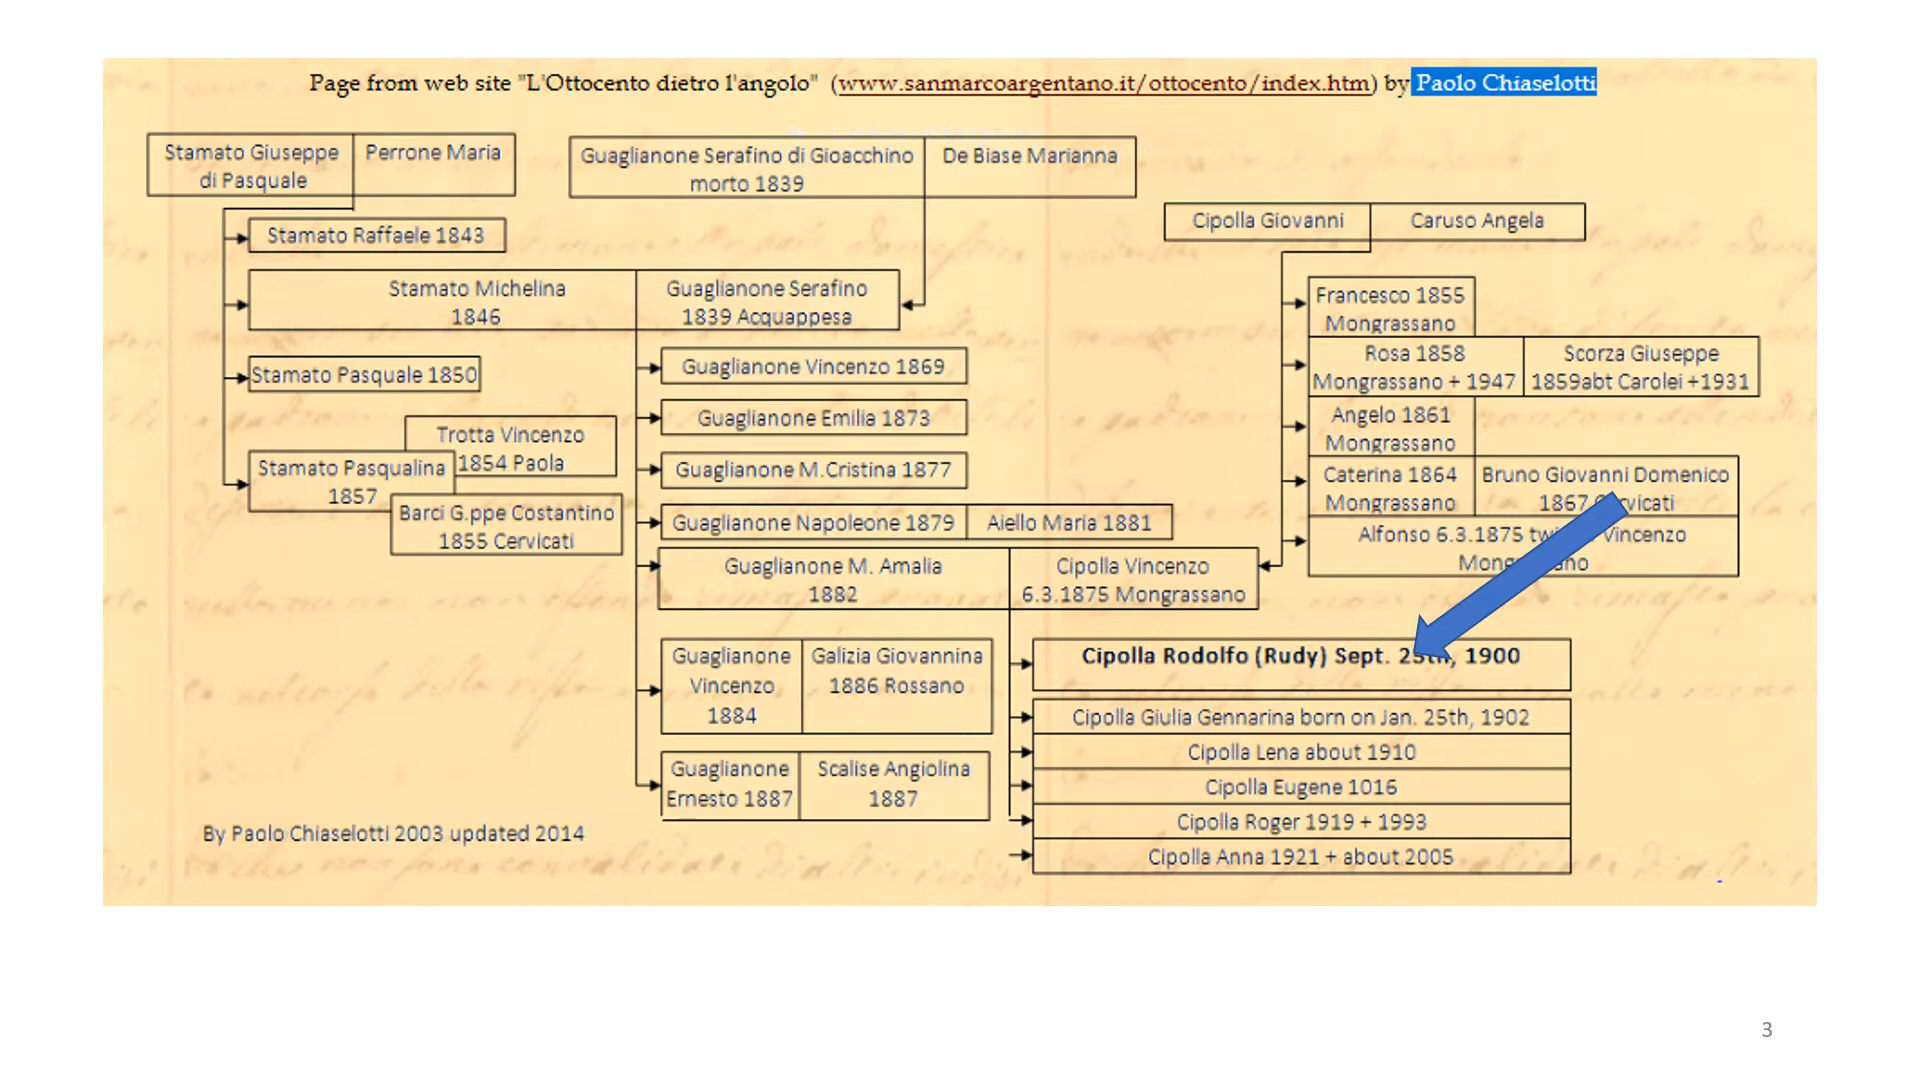 Page from web site "L'Ottocento dietro l'angolo" (www.sanmarcoargentano.it/ottocento/index.htm) by Paolo Chiaselotti
Stamato Giuseppe
di Pasquale
Perrone Maria
Guaglianone Serafino di Gioacchino
morto 1839
De Biase Marianna
Cipolla Giovanni
Caruso Angela
Stamato Raffaele 1843
Stamato Michelina
1846
Guaglianone Serafino
1839 Acquappesa
Stamato Pasquale 1850
Trotta Vincenzo
1854 Paola
Stamato Pasqualina
1857
Barci G.ppe Costantino
1855 Cervicati
Guaglianone Vincenzo 1869
Guaglianone Emilia 1873
Guaglianone M.Cristina 1877
Guaglianone Napoleone 1879
Aiello Maria 1881
Guaglianone M. Amalia
1882
Cipolla Vincenzo
6.3.1875 Mongrassano
Francesco 1855
Mongrassano
Rosa 1858
Mongrassano + 1947
Scorza Giuseppe
1859abt Carolei +1931
Angelo 1861
Mongrassano
Caterina 1864
Mongrassano
Bruno Giovanni Domenico
1867
Alfonso 6.3.1875 Vincenzo
Guaglianone
Vincenzo
1884
Galizia Giovannina
1886 Rossano
Guaglianone
Ernesto 1887
Scalise Angiolina
1887
Cipolla Rodolfo (Rudy) Sept. 25th, 1900
Cipolla Giulia Gennarina born on Jan. 25th, 1902
Cipolla Lena about 1910
Cipolla Eugene 1016
Cipolla Roger 1919 + 1993
Cipolla Anna 1921 + about 2005
By Paolo Chiaselotti 2003 updated 2014
3